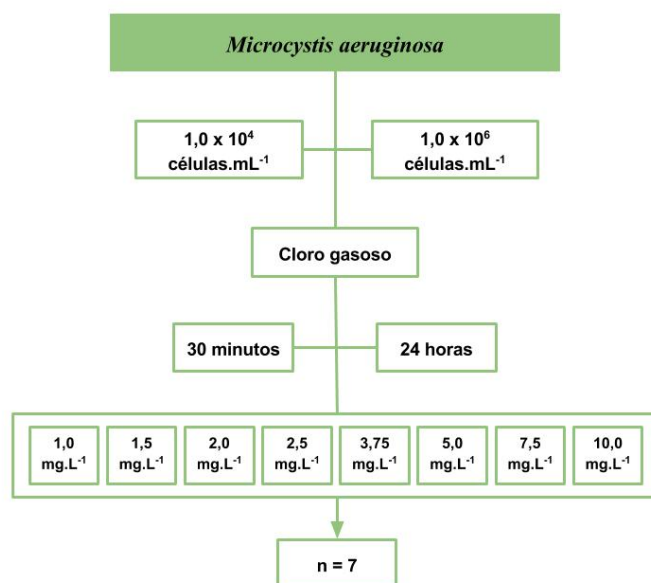 Microcystis aeruginosa
1,0 x 10⁴
células.mL⁻¹
1,0 x 10⁶
células.mL⁻¹
Cloro gasoso
30 minutos
24 horas
1,0
mg.L⁻¹
1,5
mg.L⁻¹
2,0
mg.L⁻¹
2,5
mg.L⁻¹
3,75
mg.L⁻¹
5,0
mg.L⁻¹
7,5
mg.L⁻¹
10,0
mg.L⁻¹
n = 7